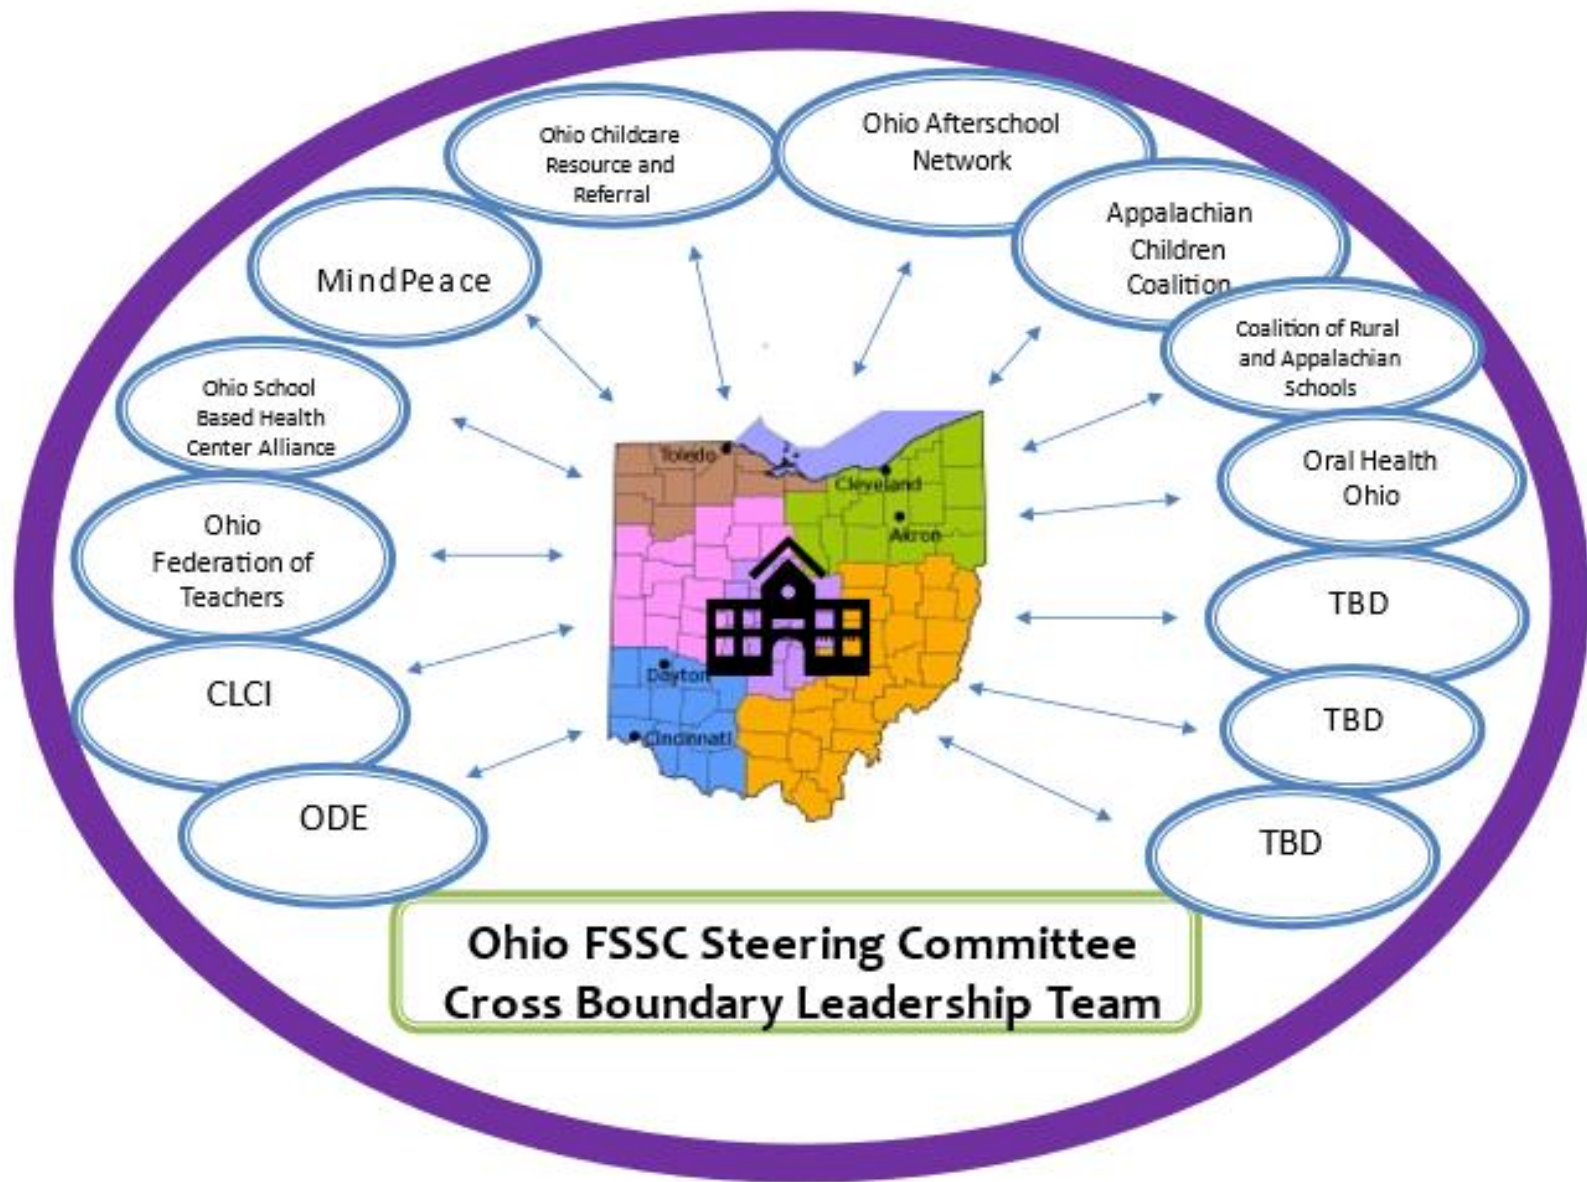 Ohio Childcare
Resource and
Referral
Ohio Afterschool
Network
Appalachian
Children
Coalition
MindPeace
Coalition of Rural
and Appalachian
Schools
Ohio School
Based Health
Center Alliance
Oral Health
Ohio
Ohio
Federation of
Teachers
TBD
CLCI
TBD
ODE
TBD
Toledo
Cleveland
Akron
Dayton
Cincinnati
Ohio FSSC Steering Committee
Cross Boundary Leadership Team